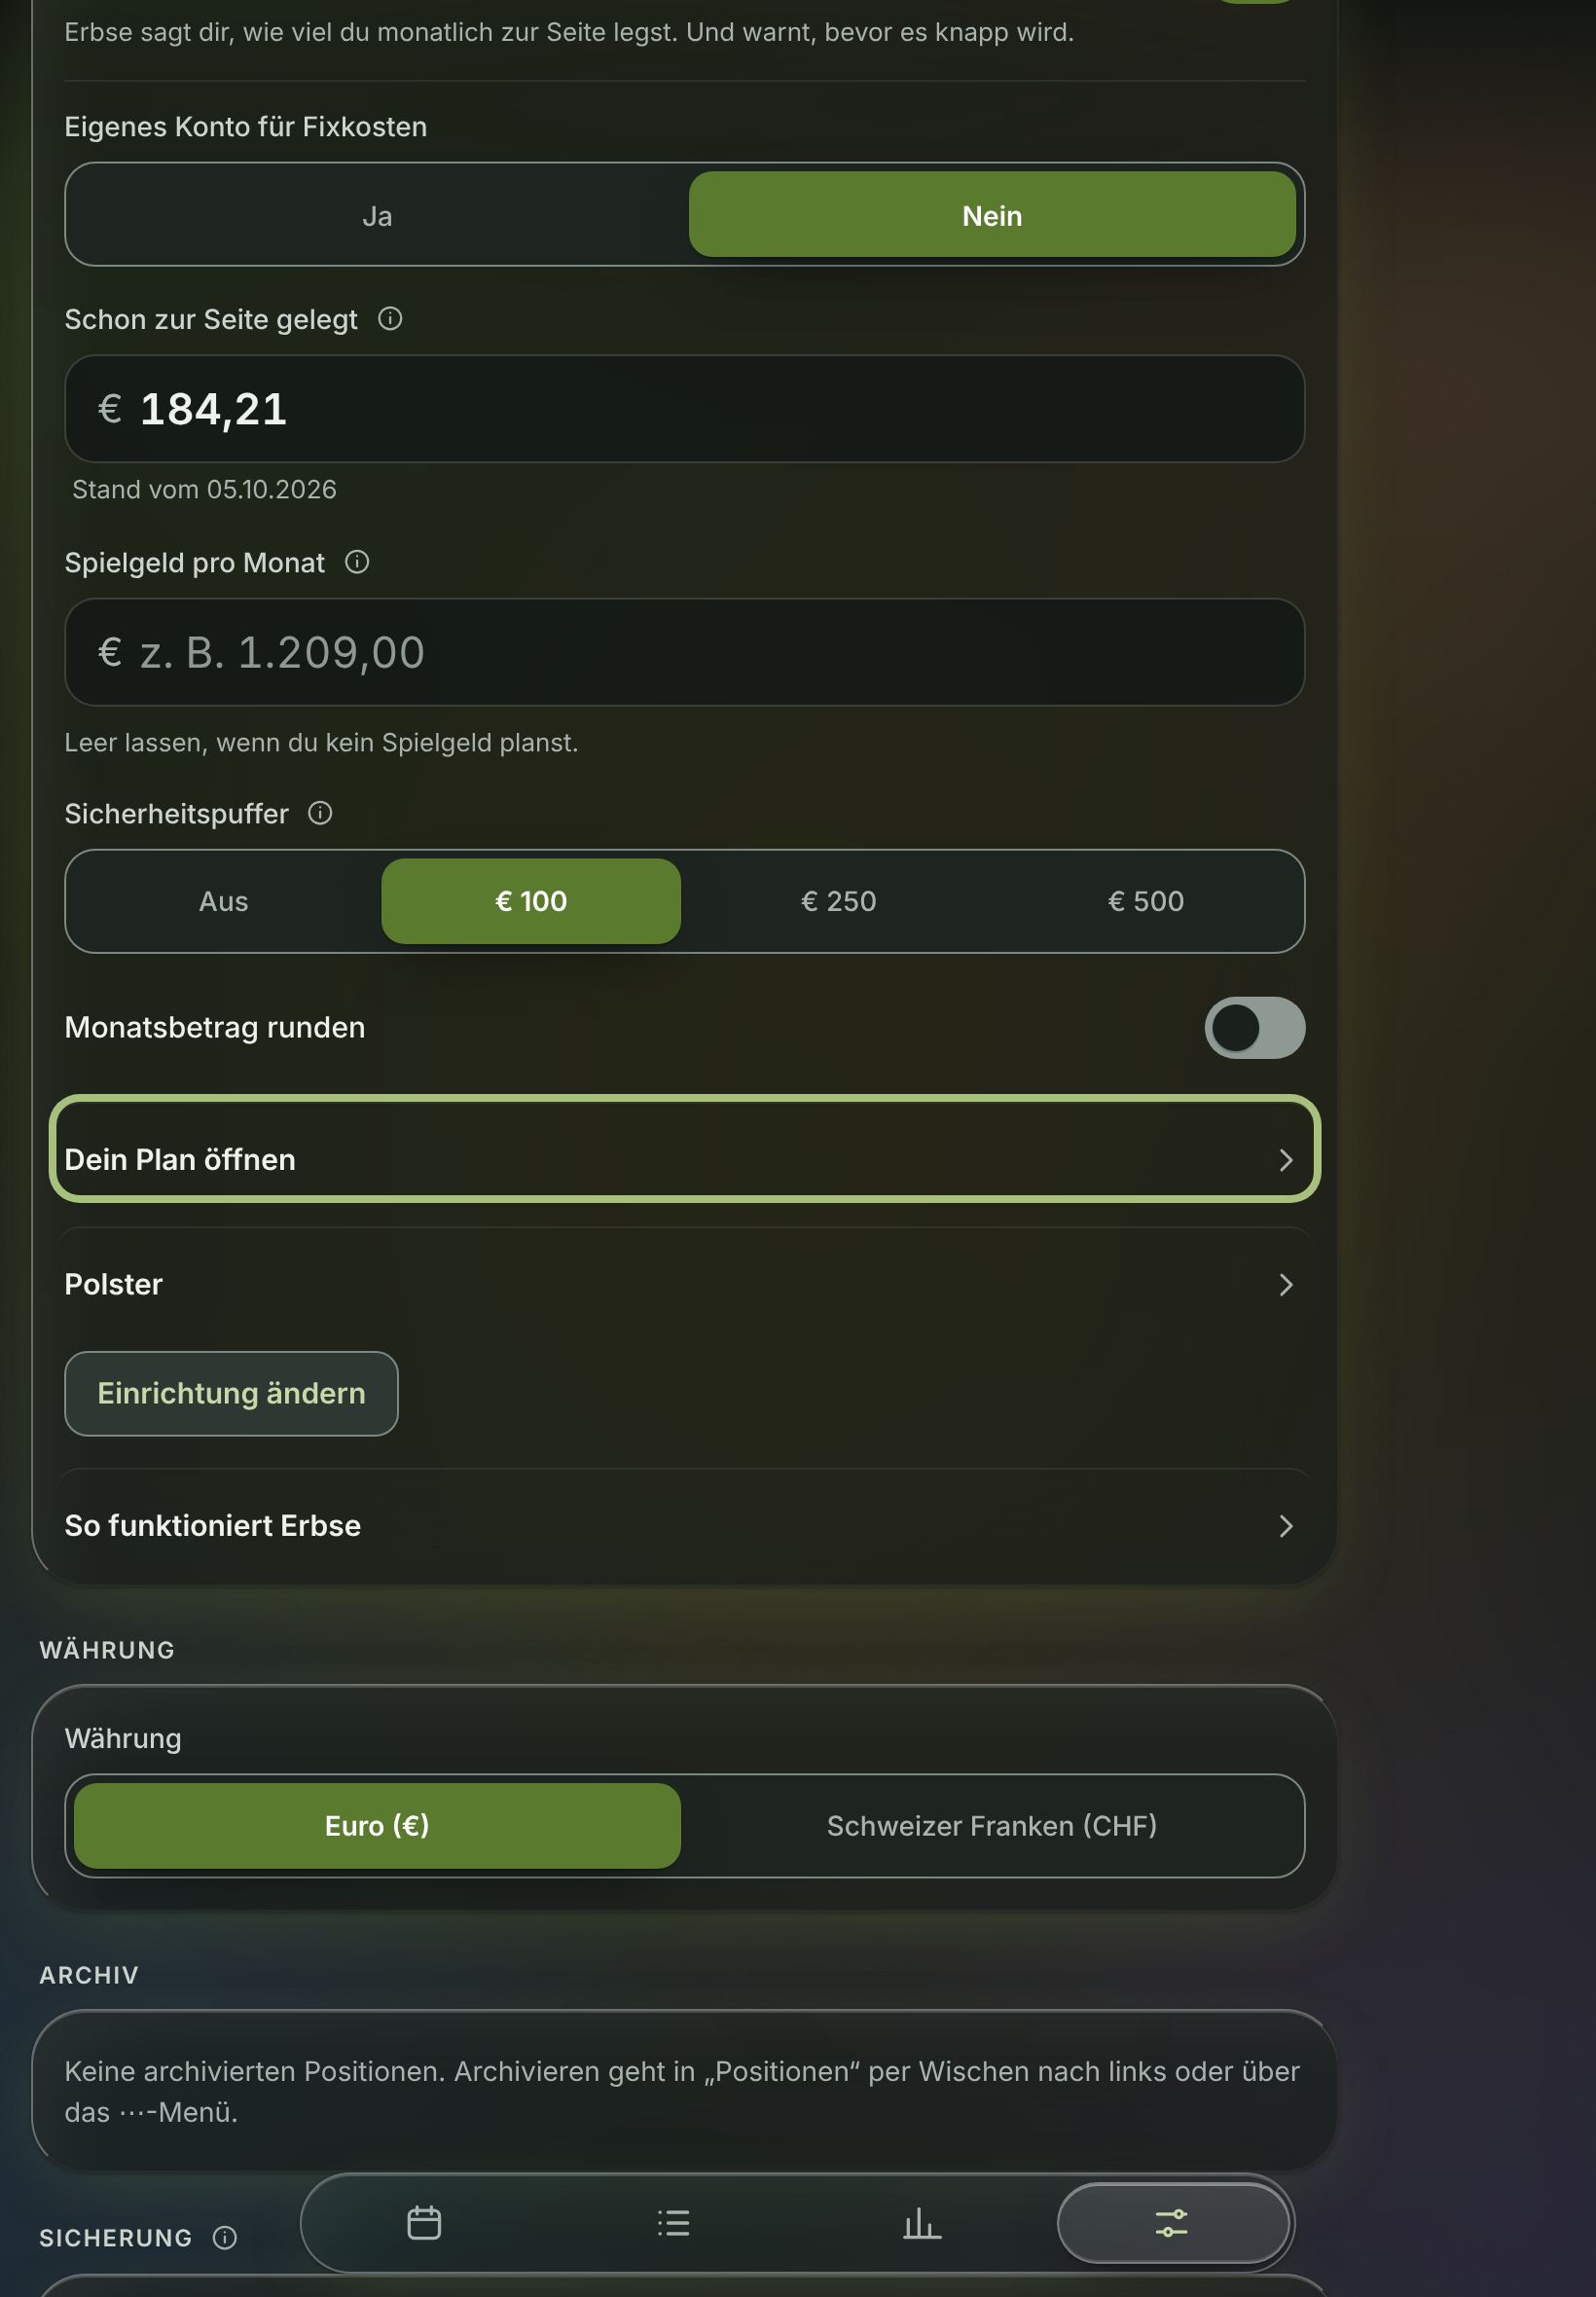 Erbse sagt dir, wie viel du monatlich zur Seite legst. Und warnt, bevor es knapp wird.
Eigenes Konto für Fixkosten
Ja
Nein
Schon zur Seite gelegt
€ 184,21
Stand vom 05.10.2026
Spielgeld pro Monat
€ z. B. 1.209,00
Leer lassen, wenn du kein Spielgeld planst.
Sicherheitspuffer
Aus
€ 100
€ 250
€ 500
Monatsbetrag runden
Dein Plan öffnen
Polster
Einrichtung ändern
So funktioniert Erbse
WÄHRUNG
Währung
Euro (€)
Schweizer Franken (CHF)
ARCHIV
Keine archivierten Positionen. Archivieren geht in „Positionen“ per Wischen nach links oder über
das ···-Menü.
SICHERUNG